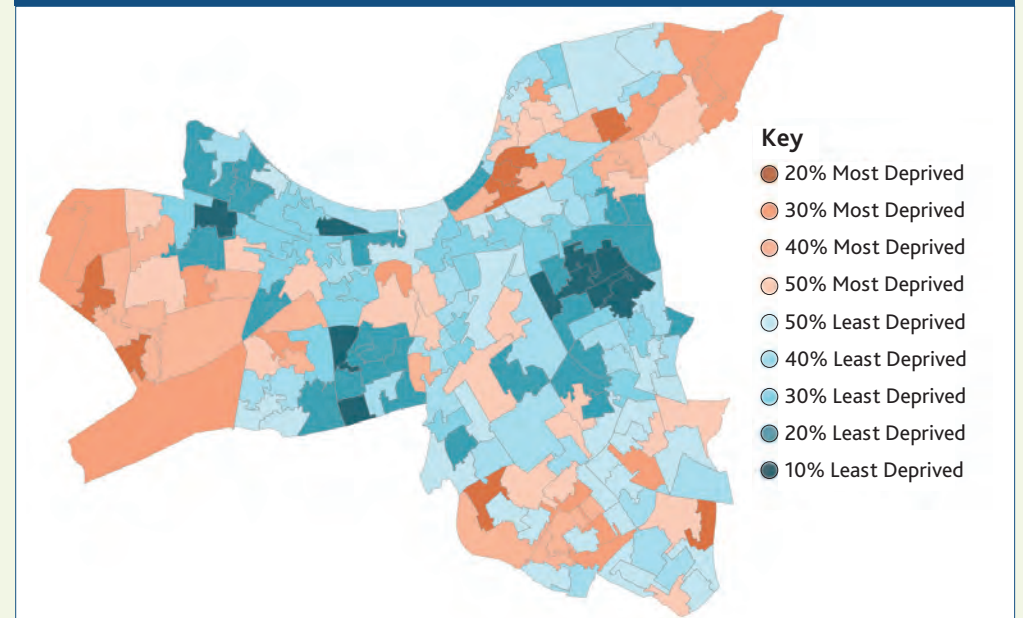 Key
20% Most Deprived
30% Most Deprived
40% Most Deprived
50% Most Deprived
50% Least Deprived
40% Least Deprived
30% Least Deprived
20% Least Deprived
10% Least Deprived